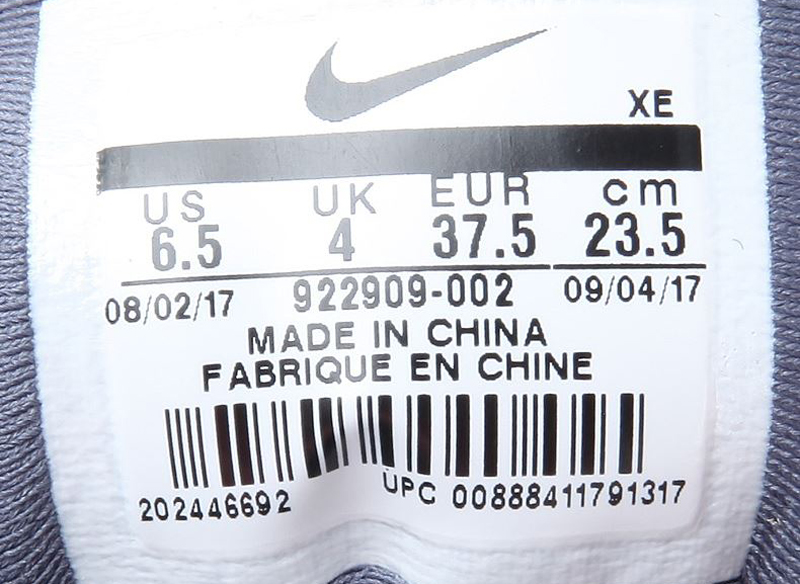 XE
US UK EUR cm
6.5 4 37.5 23.5
08/02/17 922909-002 09/04/17
MADE IN CHINA
FABRIQUE EN CHINE
202446692 UPC 00888411791317